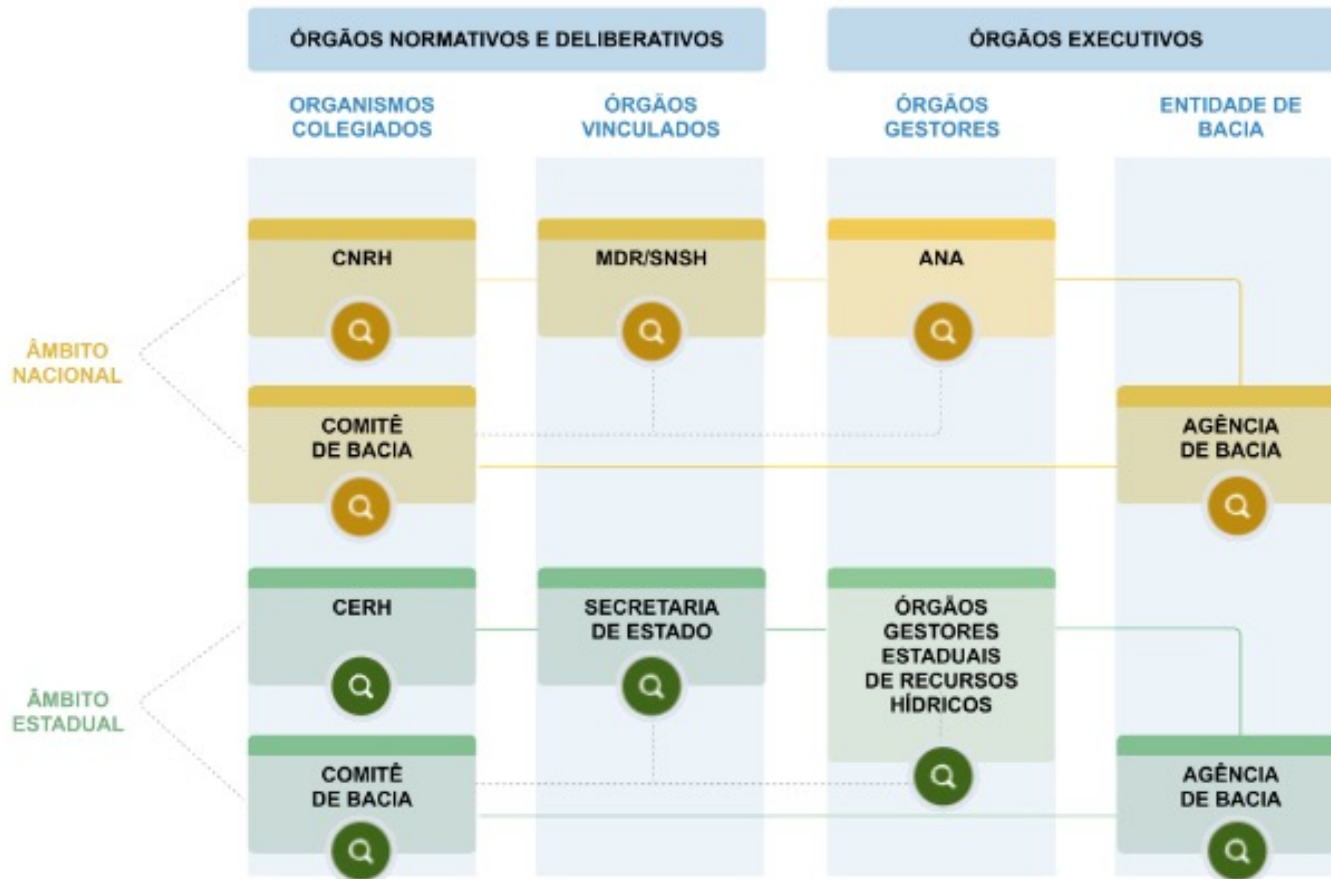 ÓRGÃOS NORMATIVOS E DELIBERATIVOS
ÓRGÃOS EXECUTIVOS
ORGANISMOS
COLEGIADOS
ÓRGÃOS
VINCULADOS
ÓRGÃOS
GESTORES
ENTIDADE DE
BACIA
ÂMBITO
NACIONAL
CNRH
MDR/SNSH
ANA
COMITÊ
DE BACIA
AGÊNCIA
DE BACIA
ÂMBITO
ESTADUAL
CERH
SECRETARIA
DE ESTADO
ÓRGÃOS
GESTORES
ESTADUAIS
DE RECURSOS
HÍDRICOS
COMITÊ
DE BACIA
AGÊNCIA
DE BACIA